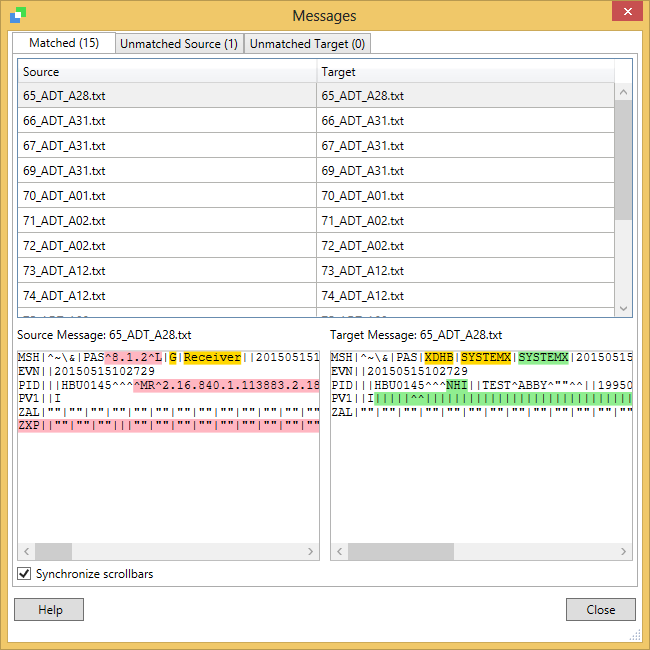 Messages
Matched (15) Unmatched Source (1) Unmatched Target (0)
Source Target
65_ADT_A28.txt 65_ADT_A28.txt
66_ADT_A31.txt 66_ADT_A31.txt
67_ADT_A31.txt 67_ADT_A31.txt
69_ADT_A31.txt 69_ADT_A31.txt
70_ADT_A01.txt 70_ADT_A01.txt
71_ADT_A02.txt 71_ADT_A02.txt
72_ADT_A02.txt 72_ADT_A02.txt
73_ADT_A12.txt 73_ADT_A12.txt
74_ADT_A12.txt 74_ADT_A12.txt
Source Message: 65_ADT_A28.txt
MSH|^~\&|PAS^8.1.2^L|G|Receiver||201505151
EVN||20150515102729
PID|||HBU0145^^^^MR^2.16.840.1.113883.2.18
PV1||I
ZAL|""|""|""|""|""|""|""|""|""|""|""|""|""
ZXP||""|""|""|||""|""|""|""|""|""|""|""|""
Target Message: 65_ADT_A28.txt
MSH|^~\&|PAS|XDHB|SYSTEMX|SYSTEMX|2015051
EVN||20150515102729
PID|||HBU0145^^^NHI||TEST^ABBY^""^^||19950
PV1||I|||||^^||||||||||||||||||||||||||||
ZAL|""|""|""|""|""|""|""|""|""|""|""|""|""
Synchronize scrollbars
Help Close